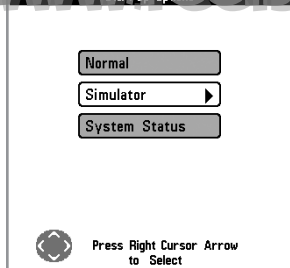 Normal
Simulator
System Status
Press Right Cursor Arrow
to Select